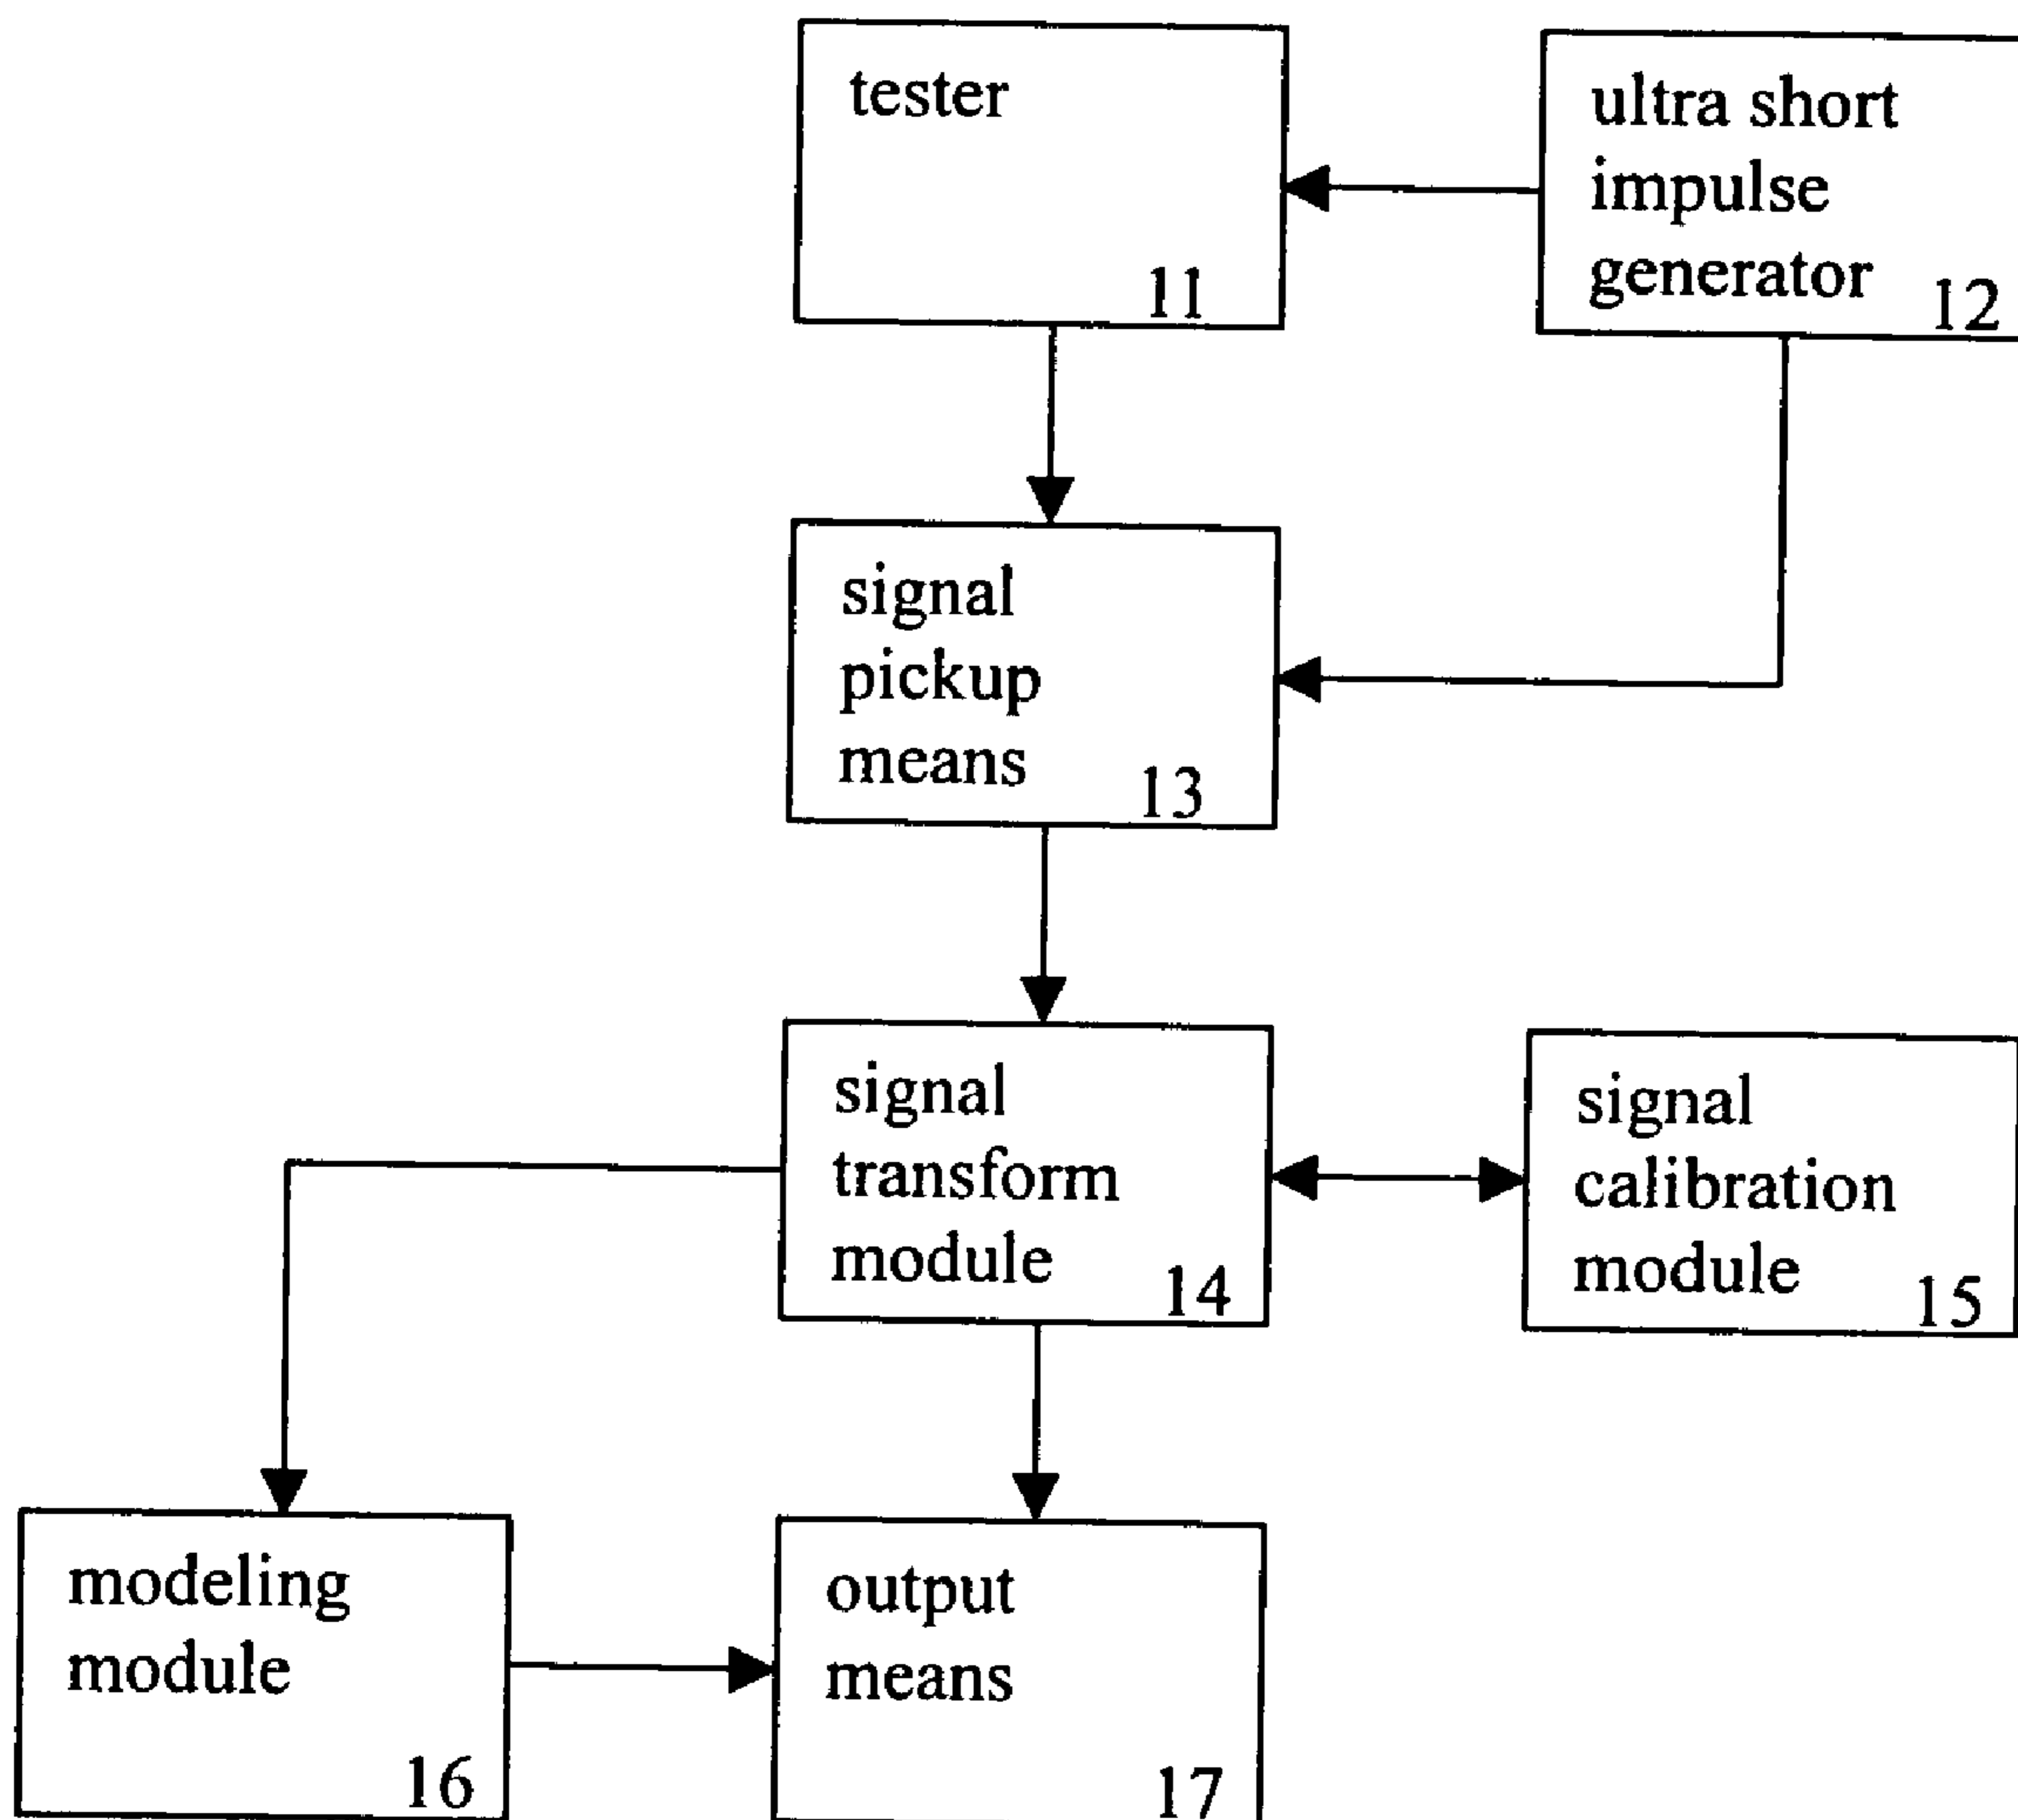 tester
11
ultra short
impulse
generator
12
signal
pickup
means
13
signal
transform
module
14
signal
calibration
module
15
modeling
module
16
output
means
17